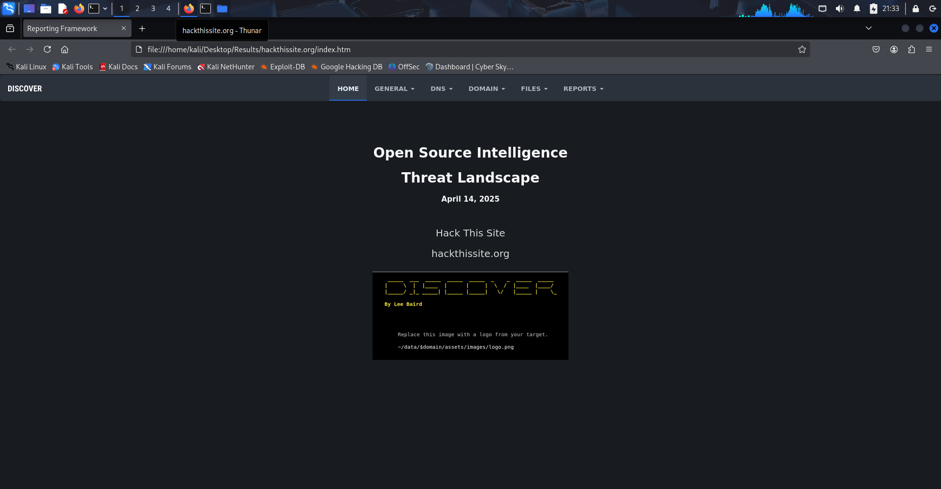 1 2 3 4 21:33
Reporting Framework
hackthissite.org - Thunar
file:///home/kali/Desktop/Results/hackthissite.org/index.htm
Kali Linux Kali Tools Kali Docs Kali Forums Kali NetHunter Exploit-DB Google Hacking DB OffSec Dashboard | Cyber Sky…
DISCOVER HOME GENERAL DNS DOMAIN FILES REPORTS
Open Source Intelligence
Threat Landscape
April 14, 2025
Hack This Site
hackthissite.org
DISCOVER
By Lee Baird
Replace this image with a logo from your target.
~/data/$domain/assets/images/logo.png